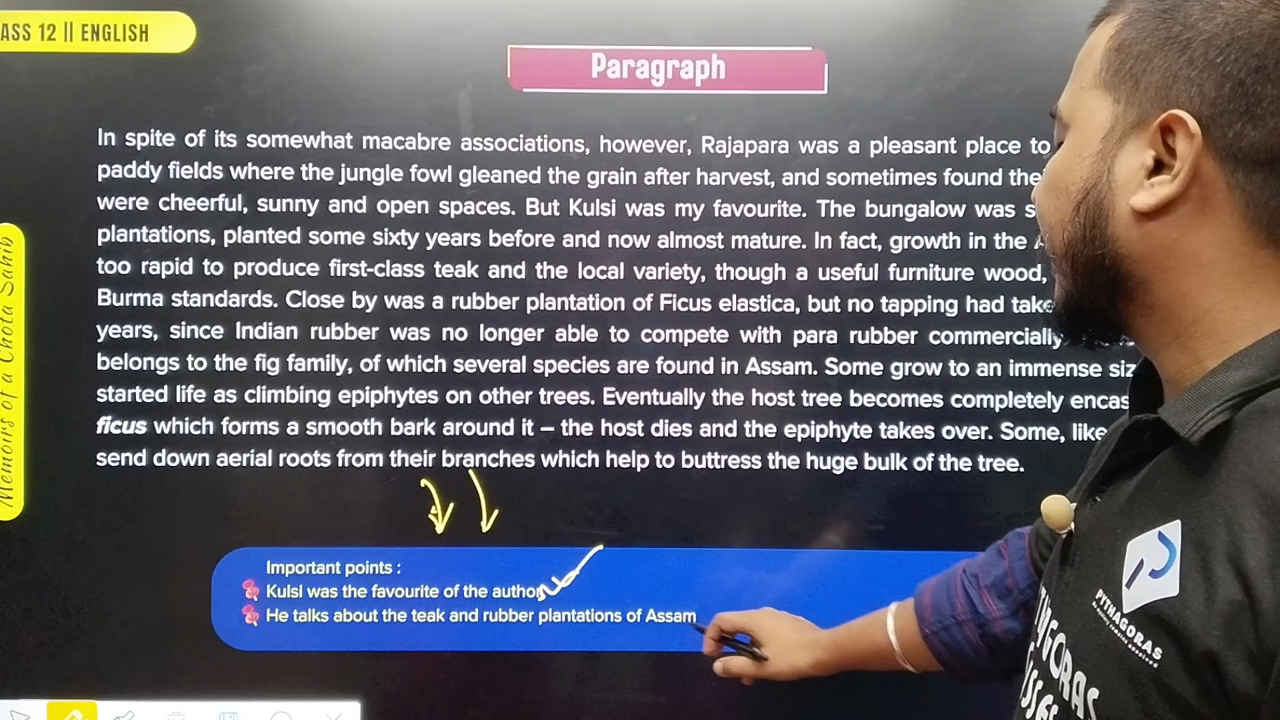 ASS 12 || ENGLISH
Paragraph
In spite of its somewhat macabre associations, however, Rajapara was a pleasant place to
paddy fields where the jungle fowl gleaned the grain after harvest, and sometimes found
were cheerful, sunny and open spaces. But Kulsi was my favourite. The bungalow was
plantations, planted some sixty years before and now almost mature. In fact, growth in the
too rapid to produce first-class teak and the local variety, though a useful furniture wood,
Burma standards. Close by was a rubber plantation of Ficus elastica, but no tapping had
years, since Indian rubber was no longer able to compete with para rubber commercially
belongs to the fig family, of which several species are found in Assam. Some grow to an immense
started life as climbing epiphytes on other trees. Eventually the host tree becomes completely
ficus which forms a smooth bark around it – the host dies and the epiphyte takes over. Some, like
send down aerial roots from their branches which help to buttress the huge bulk of the tree.
Memoirs of a Chota Sahib
Important points :
Kulsi was the favourite of the author
He talks about the teak and rubber plantations of Assam
PYTHAGORAS